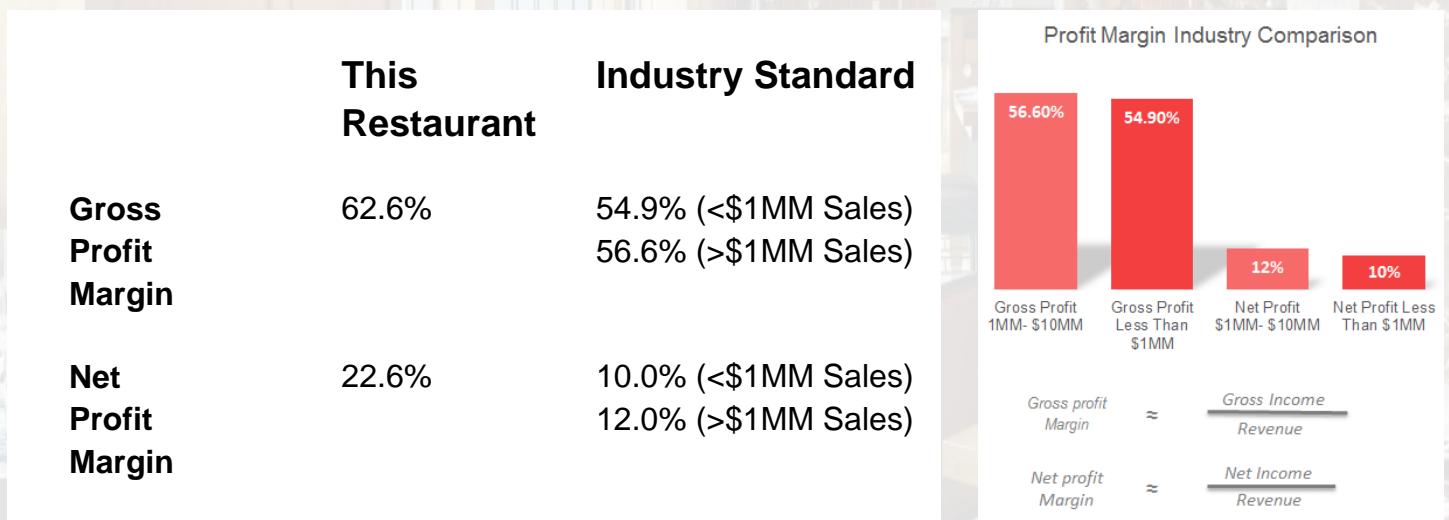 This Industry Standard
Restaurant
Gross 62.6% 54.9% (<$1MM Sales)
Profit 56.6% (>$1MM Sales)
Margin
Net 22.6% 10.0% (<$1MM Sales)
Profit 12.0% (>$1MM Sales)
Margin
Profit Margin Industry Comparison
56.60% 54.90% 12% 10%
Gross Profit Gross Profit Net Profit Net Profit Less
1MM- $10MM Less Than $1MM- $10MM Than $1MM
$1MM
Gross profit Gross Income
Margin ≈ Revenue
Net profit Net Income
Margin ≈ Revenue